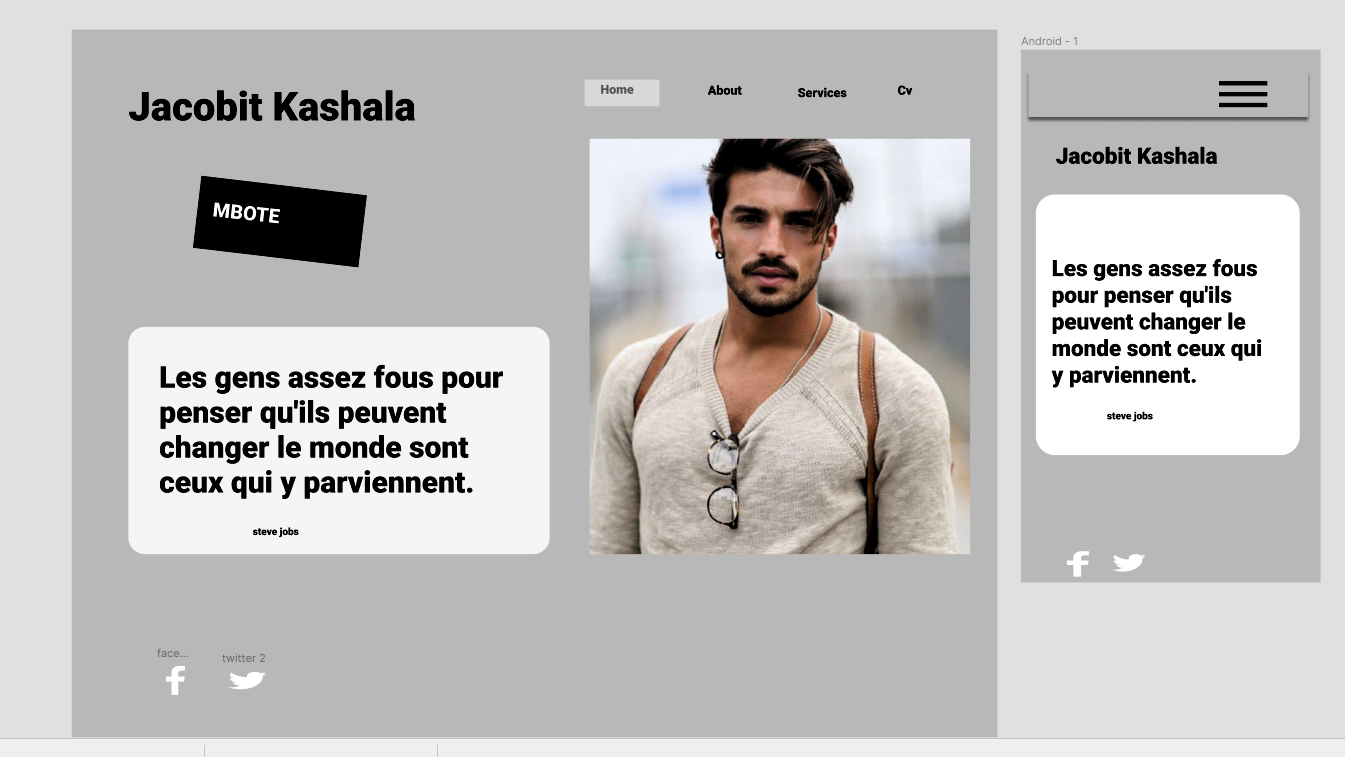 Android - 1
Jacobit Kashala
Home
About
Services
Cv
MBOTE
Les gens assez fous pour
penser qu'ils peuvent
changer le monde sont
ceux qui y parviennent.
steve jobs
face...
twitter 2
Jacobit Kashala
Les gens assez fous
pour penser qu'ils
peuvent changer le
monde sont ceux qui
y parviennent.
steve jobs